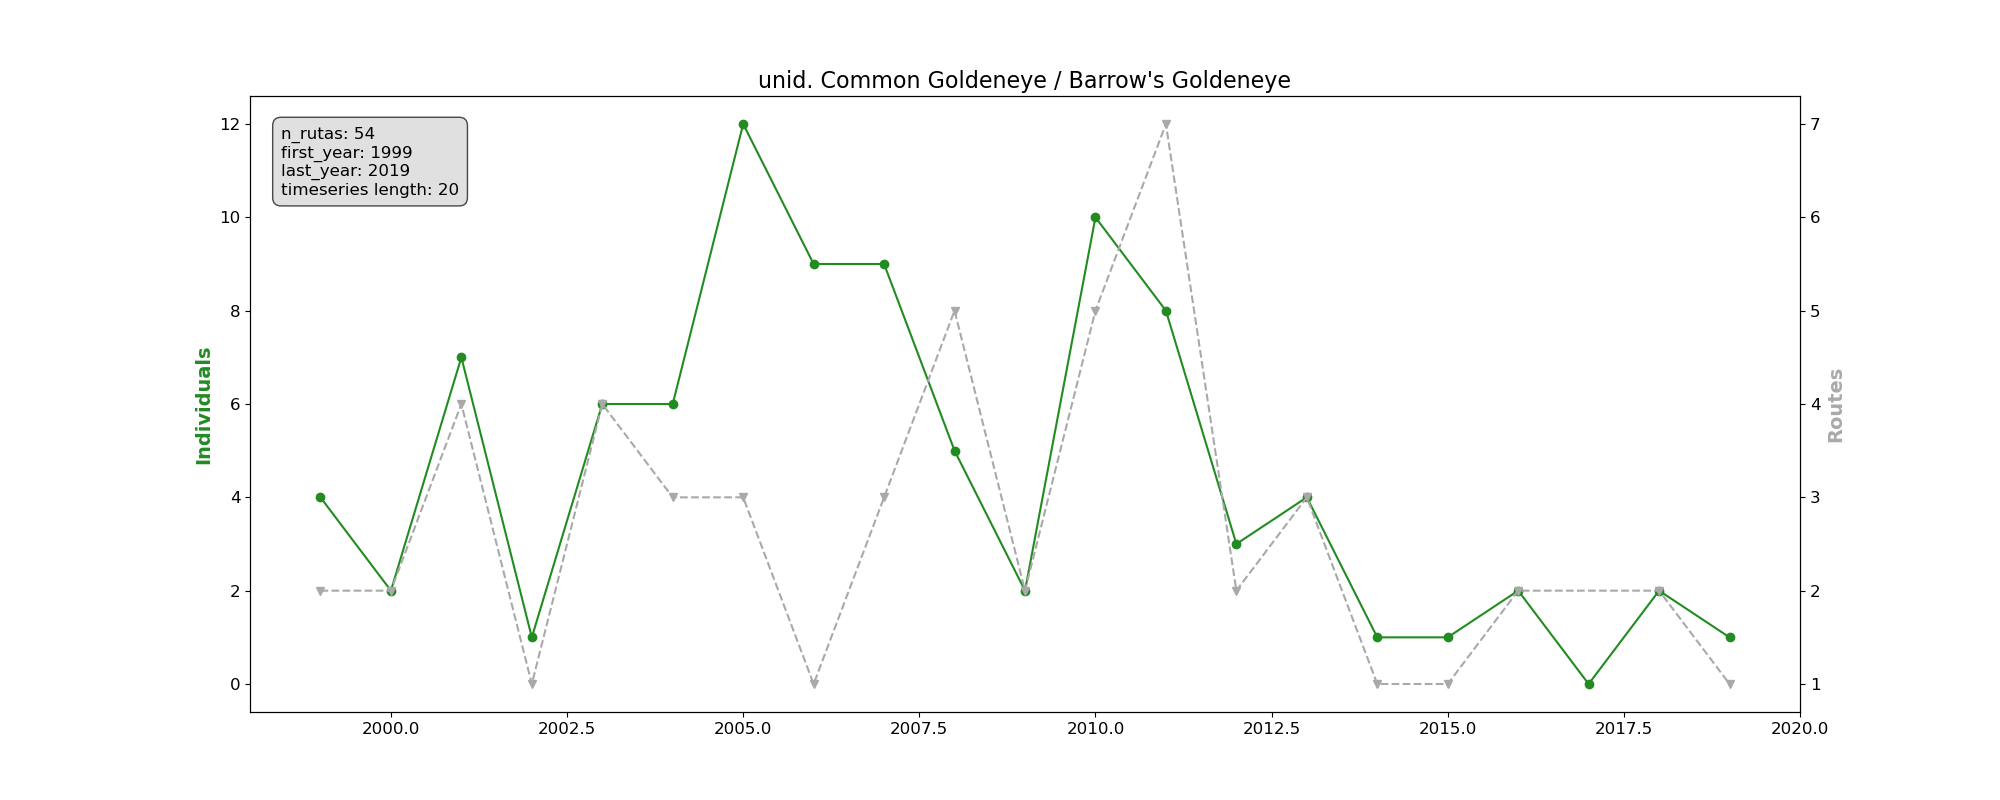 unid. Common Goldeneye / Barrow's Goldeneye
n_rutas: 54
first_year: 1999
last_year: 2019
timeseries length: 20
Individuals
12
10
8
6
4
2
0
Routes
7
6
5
4
3
2
1
2000.0 2002.5 2005.0 2007.5 2010.0 2012.5 2015.0 2017.5 2020.0